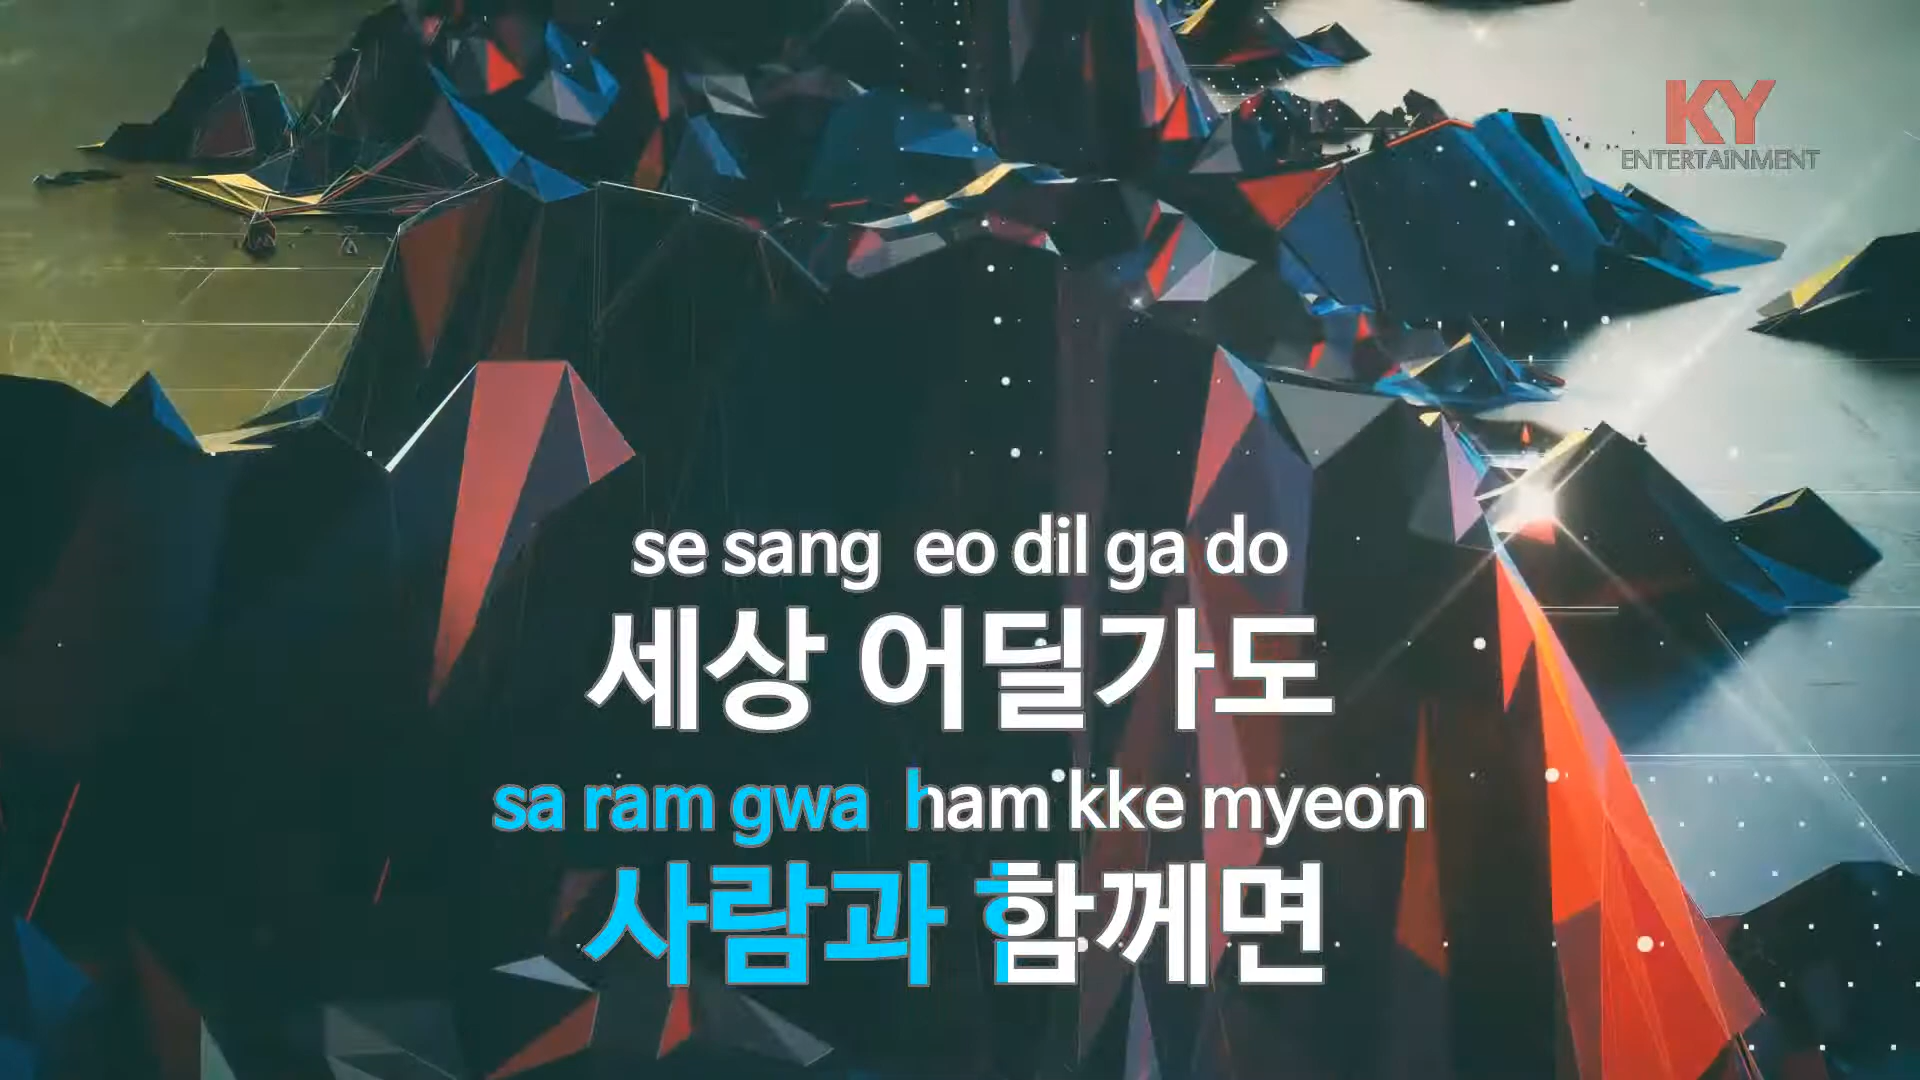 KY
ENTERTAINMENT
se sang eo dil ga do
세상 어딜가도
sa ram gwa ham kke myeon
사람과 함께면